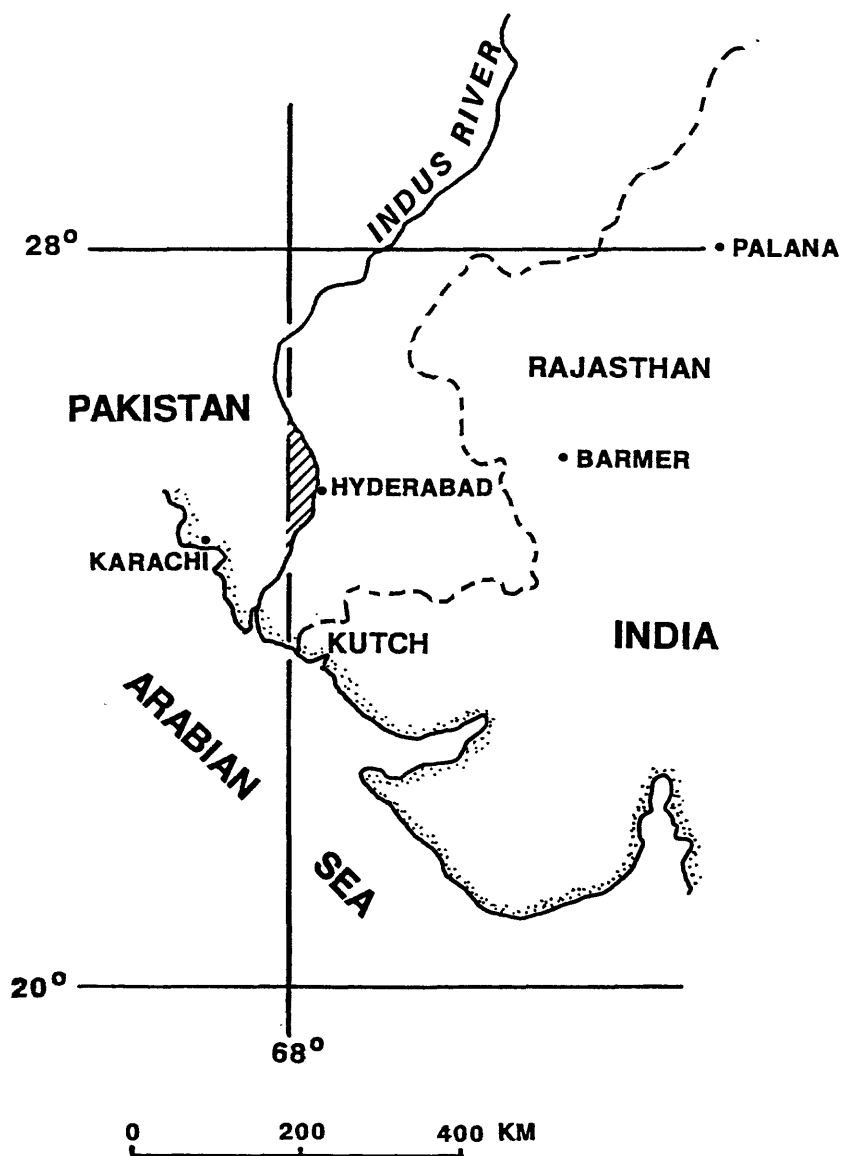 INDUS RIVER
28°
PALANA
RAJASTHAN
PAKISTAN
BARMER
HYDERABAD
KARACHI
KUTCH
INDIA
ARABIAN
SEA
20°
68°
0 200 400 KM